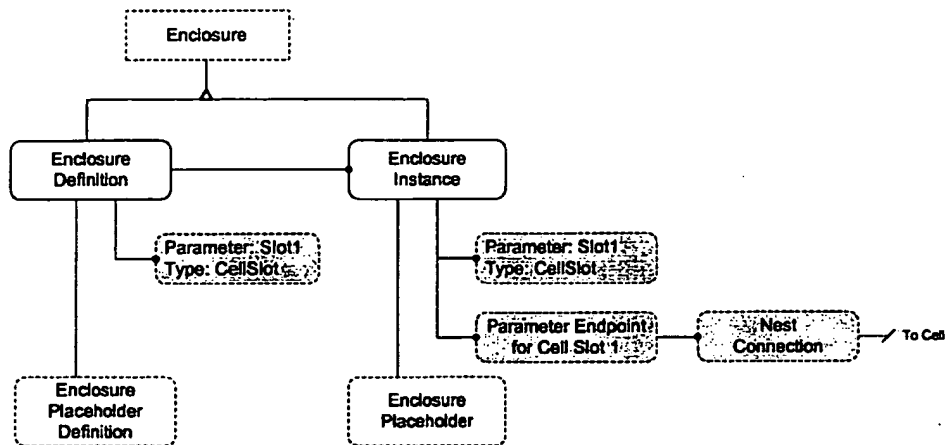 Enclosure
Enclosure
Definition
Enclosure
Instance
Parameter: Slot1
Type: CellSlot
Parameter: Slot1
Type: CellSlot
Parameter Endpoint
for Cell Slot 1
Nest
Connection
To Cell
Enclosure
Placeholder
Definition
Enclosure
Placeholder